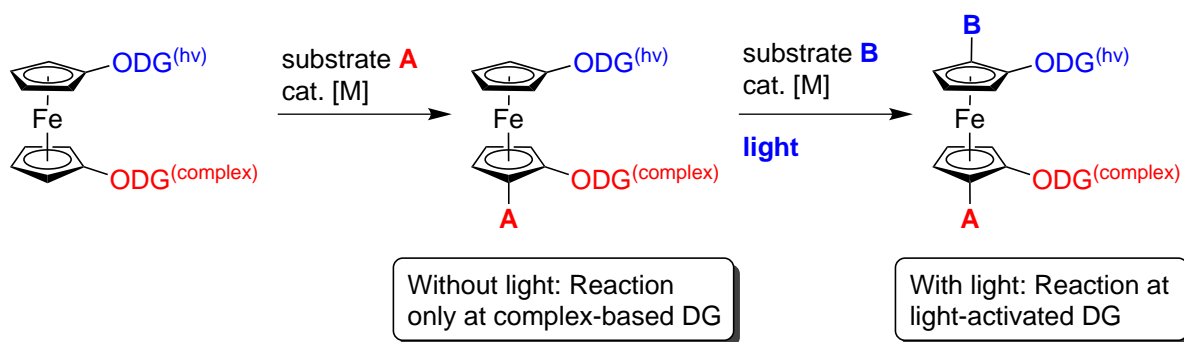 ODG(hv)
Fe
ODG(complex)
substrate A
cat. [M]
ODG(hv)
Fe
ODG(complex)
A
substrate B
cat. [M]
light
B
ODG(hv)
Fe
ODG(complex)
A
Without light: Reaction
only at complex-based DG
With light: Reaction at
light-activated DG